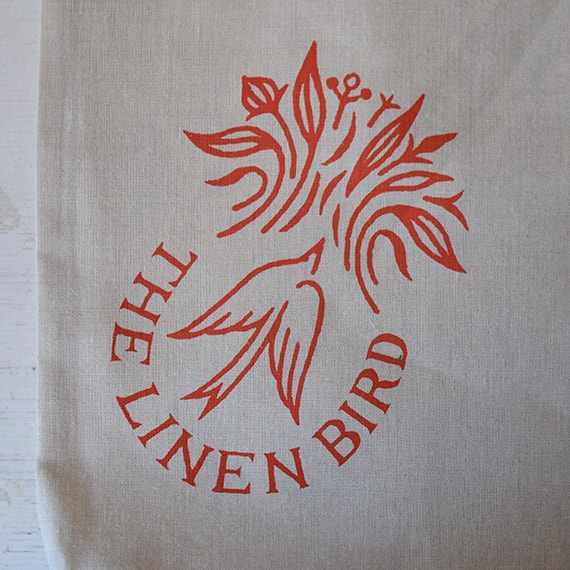 THE LINEN BIRD